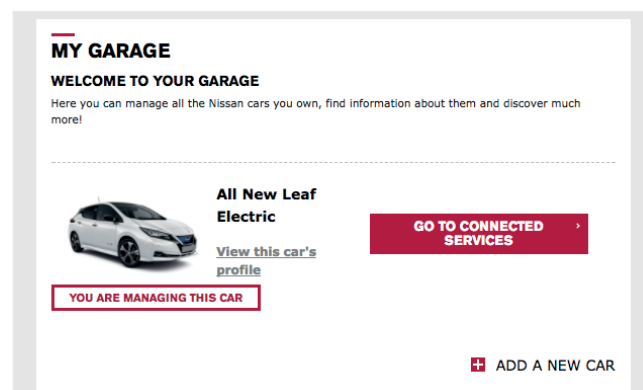 MY GARAGE
WELCOME TO YOUR GARAGE
Here you can manage all the Nissan cars you own, find information about them and discover much
more!
All New Leaf
Electric
View this car's
profile
YOU ARE MANAGING THIS CAR
GO TO CONNECTED
SERVICES
ADD A NEW CAR